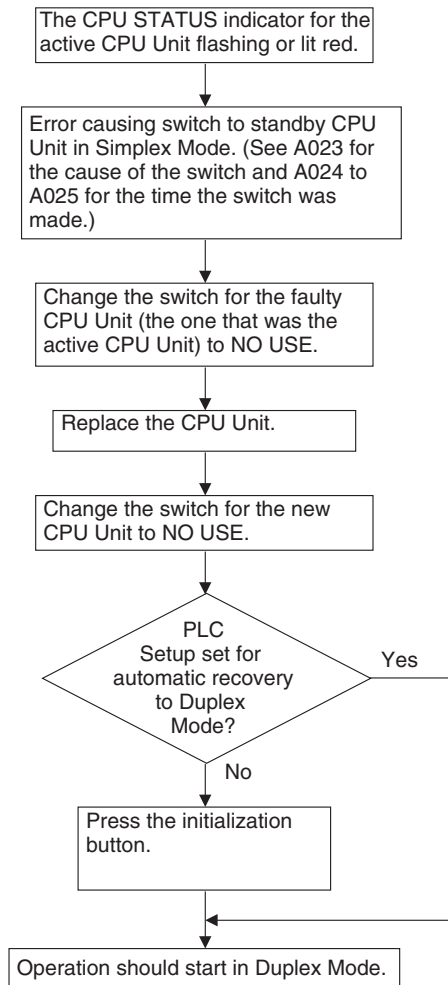 The CPU STATUS indicator for the
active CPU Unit flashing or lit red.
Error causing switch to standby CPU
Unit in Simplex Mode. (See A023 for
the cause of the switch and A024 to
A025 for the time the switch was
made.)
Change the switch for the faulty
CPU Unit (the one that was the
active CPU Unit) to NO USE.
Replace the CPU Unit.
Change the switch for the new
CPU Unit to NO USE.
PLC
Setup set for
automatic recovery
to Duplex
Mode?
Yes
No
Press the initialization
button.
Operation should start in Duplex Mode.